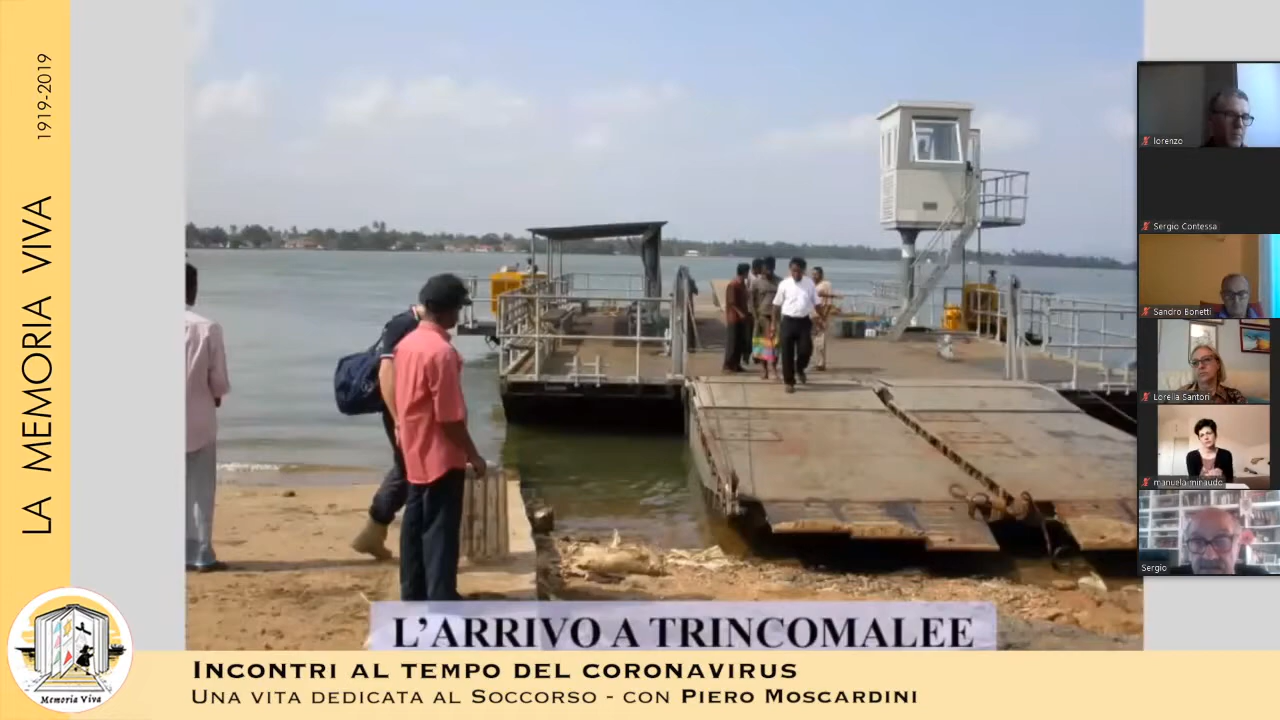 LA MEMORIA VIVA 1919-2019
lorenzo
Sergio Contessa
Sandro Bonetti
Lorella Santori
manuela minaudo
Sergio
L'ARRIVO A TRINCOMALEE
INCONTRI AL TEMPO DEL CORONAVIRUS
UNA VITA DEDICATA AL SOCCORSO - CON PIERO MOSCARDINI
Memoria Viva